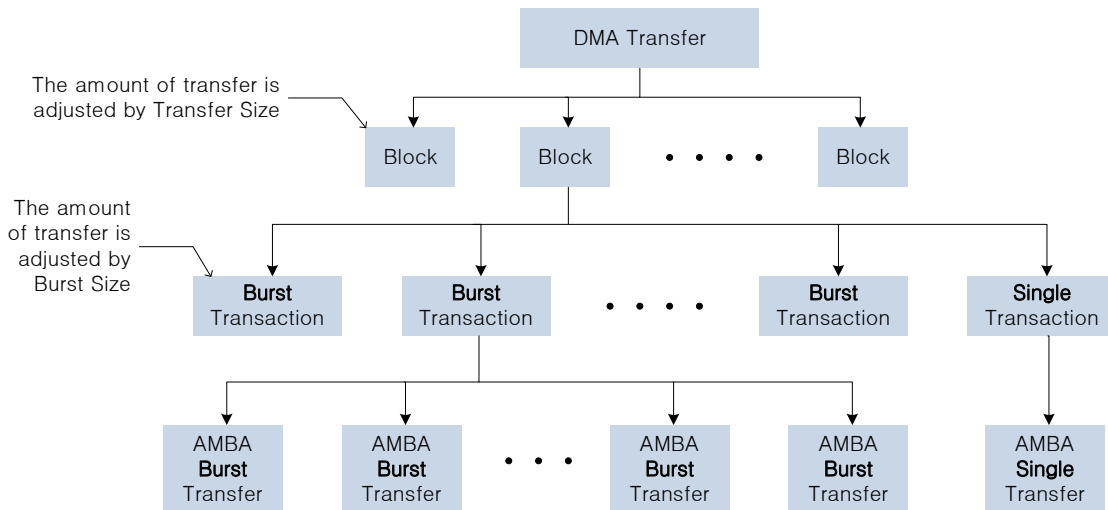 DMA Transfer
The amount of transfer is
adjusted by Transfer Size
Block
Block
Block
The amount
of transfer is
adjusted by
Burst Size
Burst
Transaction
Burst
Transaction
Burst
Transaction
Single
Transaction
AMBA
Burst
Transfer
AMBA
Burst
Transfer
AMBA
Burst
Transfer
AMBA
Burst
Transfer
AMBA
Single
Transfer